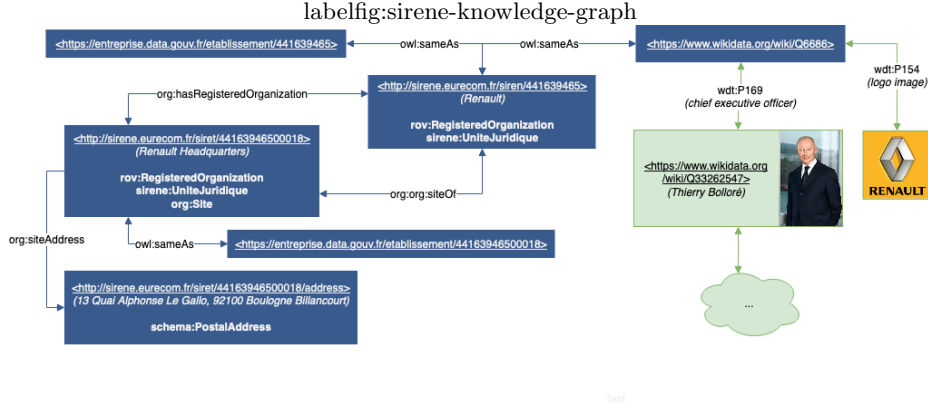 labelfig:sirene-knowledge-graph
<https://entreprise.data.gouv.fr/etablissement/441639465>
owl:sameAs
owl:sameAs
<https://www.wikidata.org/wiki/Q6686>
wdt:P154
(logo image)
wdt:P169
(chief executive officer)
<http://sirene.eurecom.fr/siren/441639465>
(Renault)
rov:RegisteredOrganization
sirene:UniteJuridique
org:hasRegisteredOrganization
<http://sirene.eurecom.fr/siret/44163946500018>
(Renault Headquarters)
rov:RegisteredOrganization
sirene:UniteJuridique
org:Site
org:org:siteOf
<https://www.wikidata.org
/wiki/Q33262547>
(Thierry Bolloré)
RENAULT
org:siteAddress
owl:sameAs
<https://entreprise.data.gouv.fr/etablissement/44163946500018>
<http://sirene.eurecom.fr/siret/44163946500018/address>
(13 Quai Alphonse Le Gallo, 92100 Boulogne Billancourt)
schema:PostalAddress
...
Text